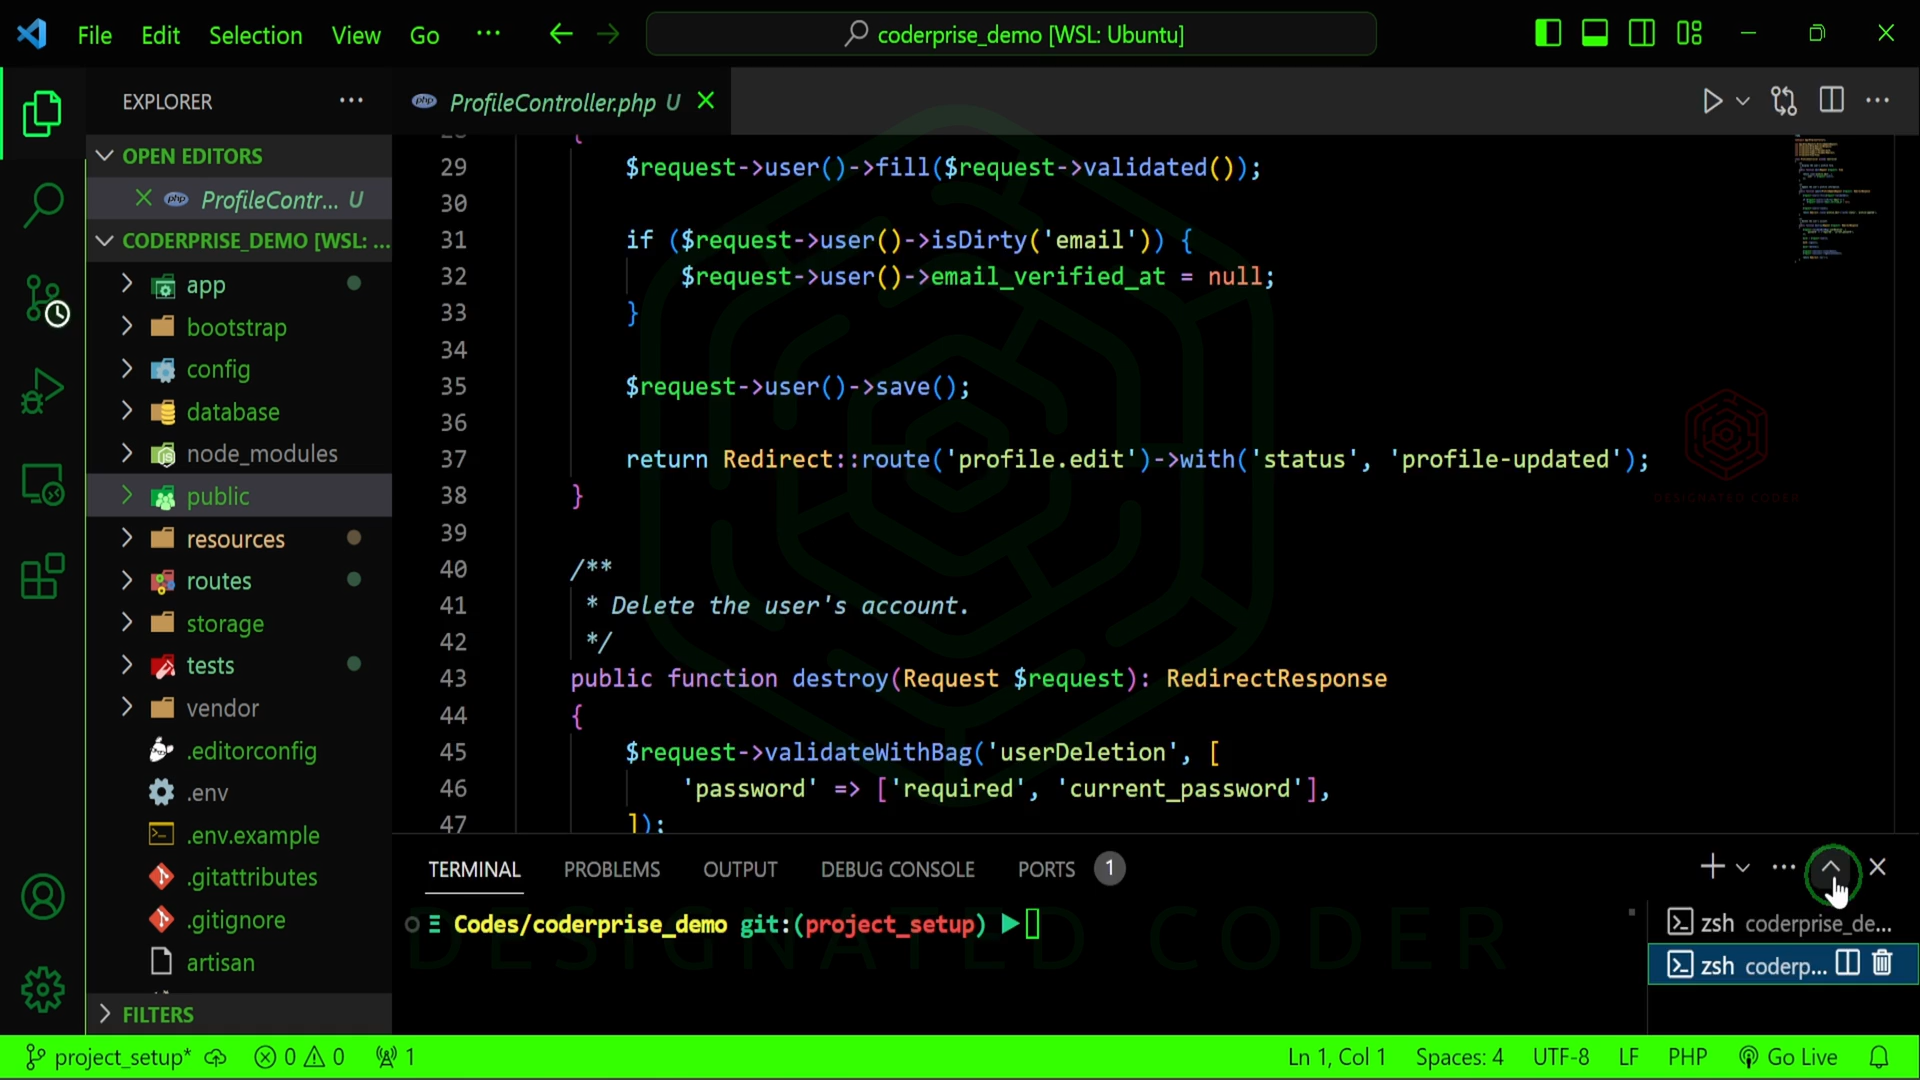 File Edit Selection View Go ··· coderprise_demo [WSL: Ubuntu]
EXPLORER ···
php ProfileController.php U
OPEN EDITORS
php ProfileContr... U
CODERPRISE_DEMO [WSL: ...
app
bootstrap
config
database
node_modules
public
resources
routes
storage
tests
vendor
.editorconfig
.env
.env.example
.gitattributes
.gitignore
artisan
FILTERS
29 $request->user()->fill($request->validated());
30
31 if ($request->user()->isDirty('email')) {
32 $request->user()->email_verified_at = null;
33 }
34
35 $request->user()->save();
36
37 return Redirect::route('profile.edit')->with('status', 'profile-updated');
38 }
39
40 /**
41 * Delete the user's account.
42 */
43 public function destroy(Request $request): RedirectResponse
44 {
45 $request->validateWithBag('userDeletion', [
46 'password' => ['required', 'current_password'],
47 ]);
DESIGNATED CODER
TERMINAL PROBLEMS OUTPUT DEBUG CONSOLE PORTS 1
Codes/coderprise_demo git:(project_setup)
DESIGNATED CODER
zsh coderprise_de...
zsh coderp...
project_setup* 0 0 1 Ln 1, Col 1 Spaces: 4 UTF-8 LF PHP Go Live